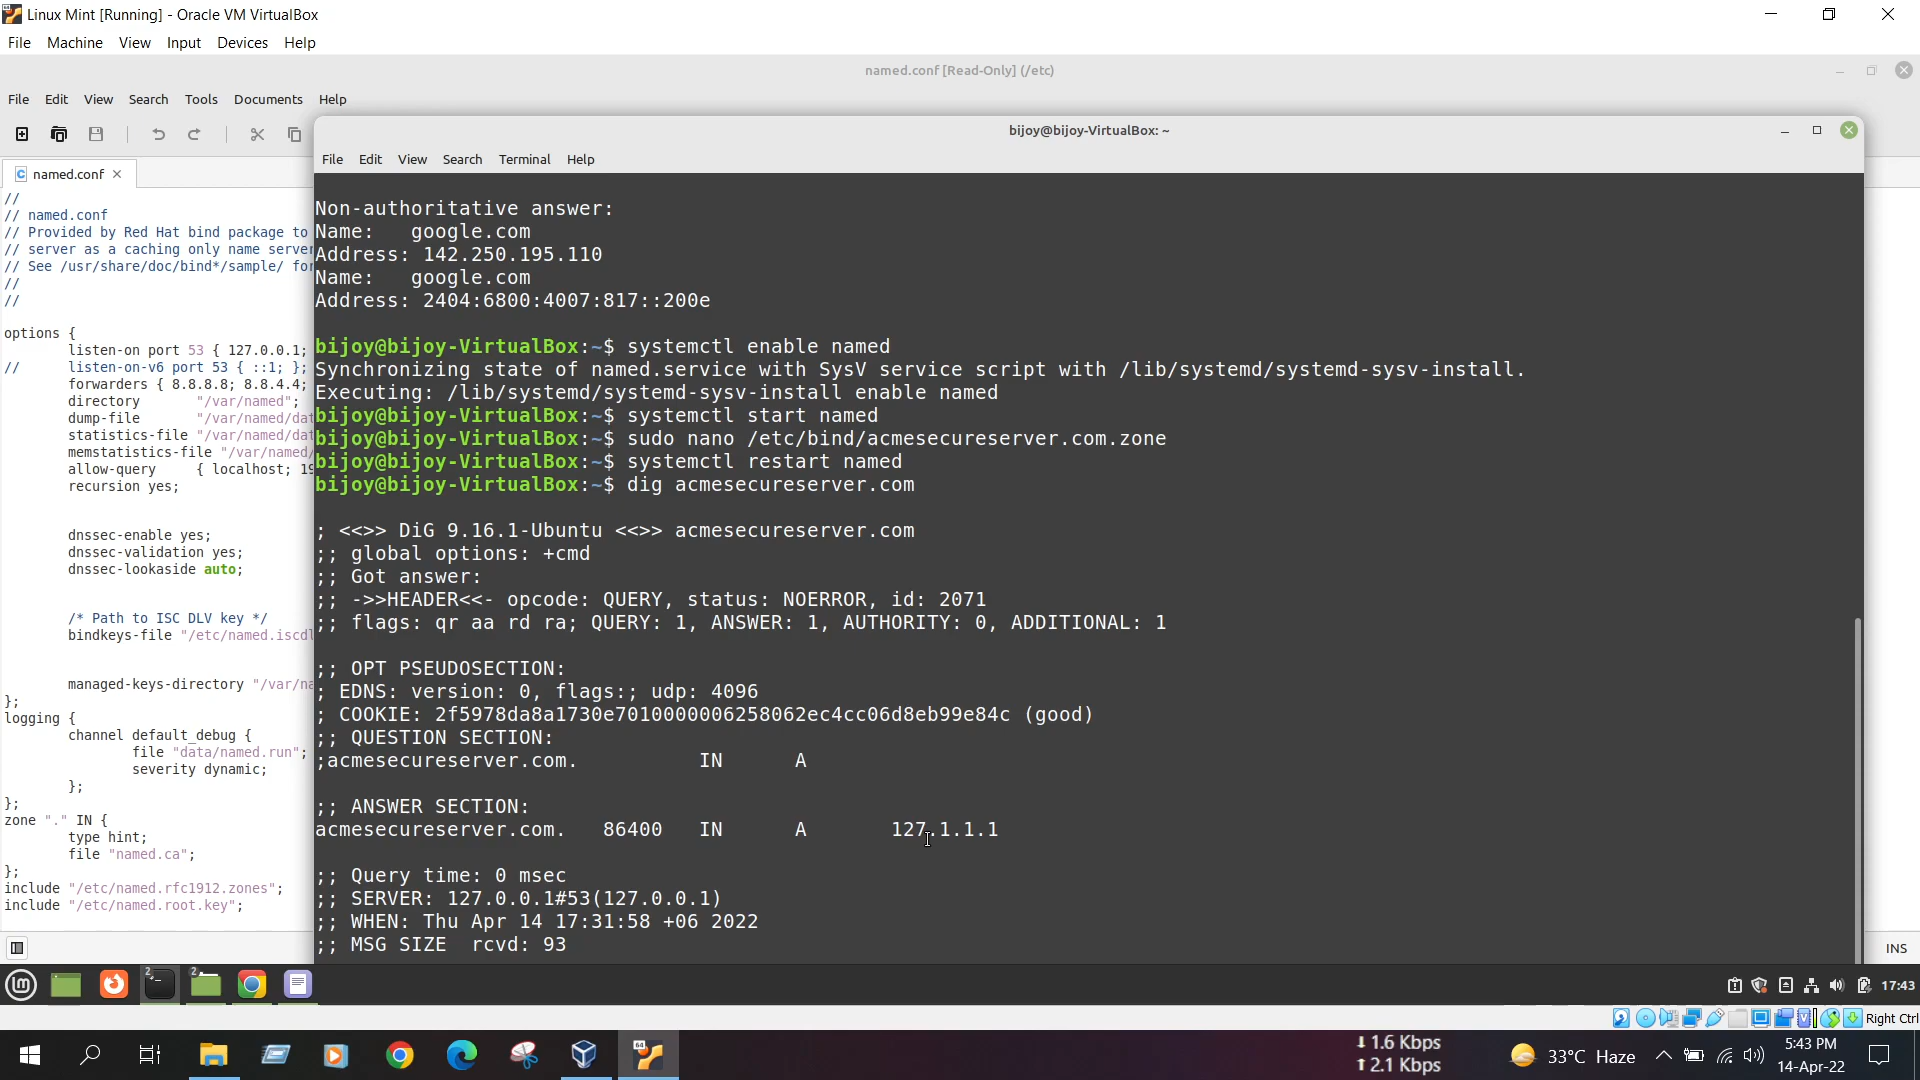 Linux Mint [Running] - Oracle VM VirtualBox
File Machine View Input Devices Help
named.conf [Read-Only] (/etc)
File Edit View Search Tools Documents Help
named.conf
//
// named.conf
// Provided by Red Hat bind package to
// server as a caching only name server
// See /usr/share/doc/bind*/sample/ for
//
//
options {
listen-on port 53 { 127.0.0.1;
// listen-on-v6 port 53 { ::1; };
forwarders { 8.8.8.8; 8.8.4.4;
directory "/var/named";
dump-file "/var/named/dat
statistics-file "/var/named/dat
memstatistics-file "/var/named/
allow-query { localhost; 19
recursion yes;
dnssec-enable yes;
dnssec-validation yes;
dnssec-lookaside auto;
/* Path to ISC DLV key */
bindkeys-file "/etc/named.iscdl
managed-keys-directory "/var/na
};
logging {
channel default_debug {
file "data/named.run";
severity dynamic;
};
};
zone "." IN {
type hint;
file "named.ca";
};
include "/etc/named.rfc1912.zones";
include "/etc/named.root.key";
bijoy@bijoy-VirtualBox: ~
File Edit View Search Terminal Help
Non-authoritative answer:
Name: google.com
Address: 142.250.195.110
Name: google.com
Address: 2404:6800:4007:817::200e
bijoy@bijoy-VirtualBox:~$ systemctl enable named
Synchronizing state of named.service with SysV service script with /lib/systemd/systemd-sysv-install.
Executing: /lib/systemd/systemd-sysv-install enable named
bijoy@bijoy-VirtualBox:~$ systemctl start named
bijoy@bijoy-VirtualBox:~$ sudo nano /etc/bind/acmesecureserver.com.zone
bijoy@bijoy-VirtualBox:~$ systemctl restart named
bijoy@bijoy-VirtualBox:~$ dig acmesecureserver.com
; <<>> DiG 9.16.1-Ubuntu <<>> acmesecureserver.com
;; global options: +cmd
;; Got answer:
;; ->>HEADER<<- opcode: QUERY, status: NOERROR, id: 2071
;; flags: qr aa rd ra; QUERY: 1, ANSWER: 1, AUTHORITY: 0, ADDITIONAL: 1
;; OPT PSEUDOSECTION:
; EDNS: version: 0, flags:; udp: 4096
; COOKIE: 2f5978da8a1730e7010000006258062ec4cc06d8eb99e84c (good)
;; QUESTION SECTION:
;acmesecureserver.com. IN A
;; ANSWER SECTION:
acmesecureserver.com. 86400 IN A 127.1.1.1
;; Query time: 0 msec
;; SERVER: 127.0.0.1#53(127.0.0.1)
;; WHEN: Thu Apr 14 17:31:58 +06 2022
;; MSG SIZE rcvd: 93
INS
2
2
17:43
Right Ctrl
64
1.6 Kbps
2.1 Kbps
33°C Haze
5:43 PM
14-Apr-22